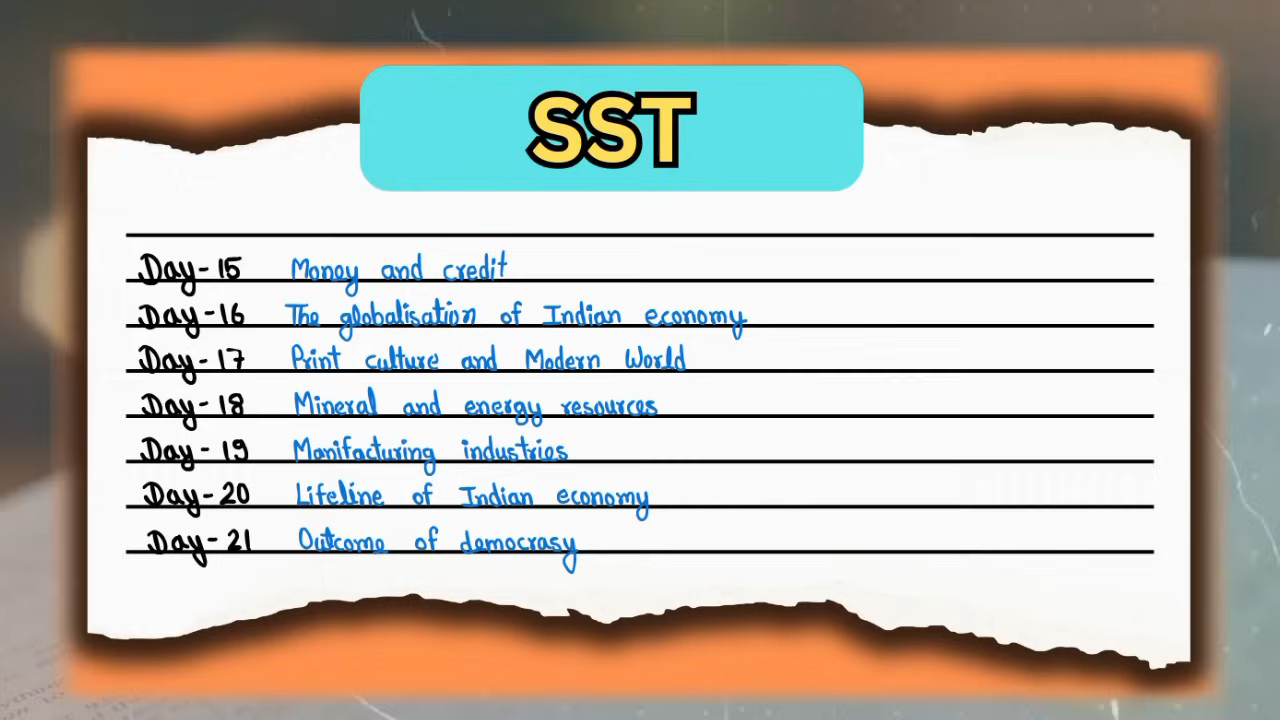 SST
Day-15 Money and credit
Day-16 The globalisation of Indian economy
Day-17 Print culture and Modern World
Day-18 Mineral and energy resources
Day-19 Manifacturing industries
Day-20 Lifeline of Indian economy
Day-21 Outcome of democrasy